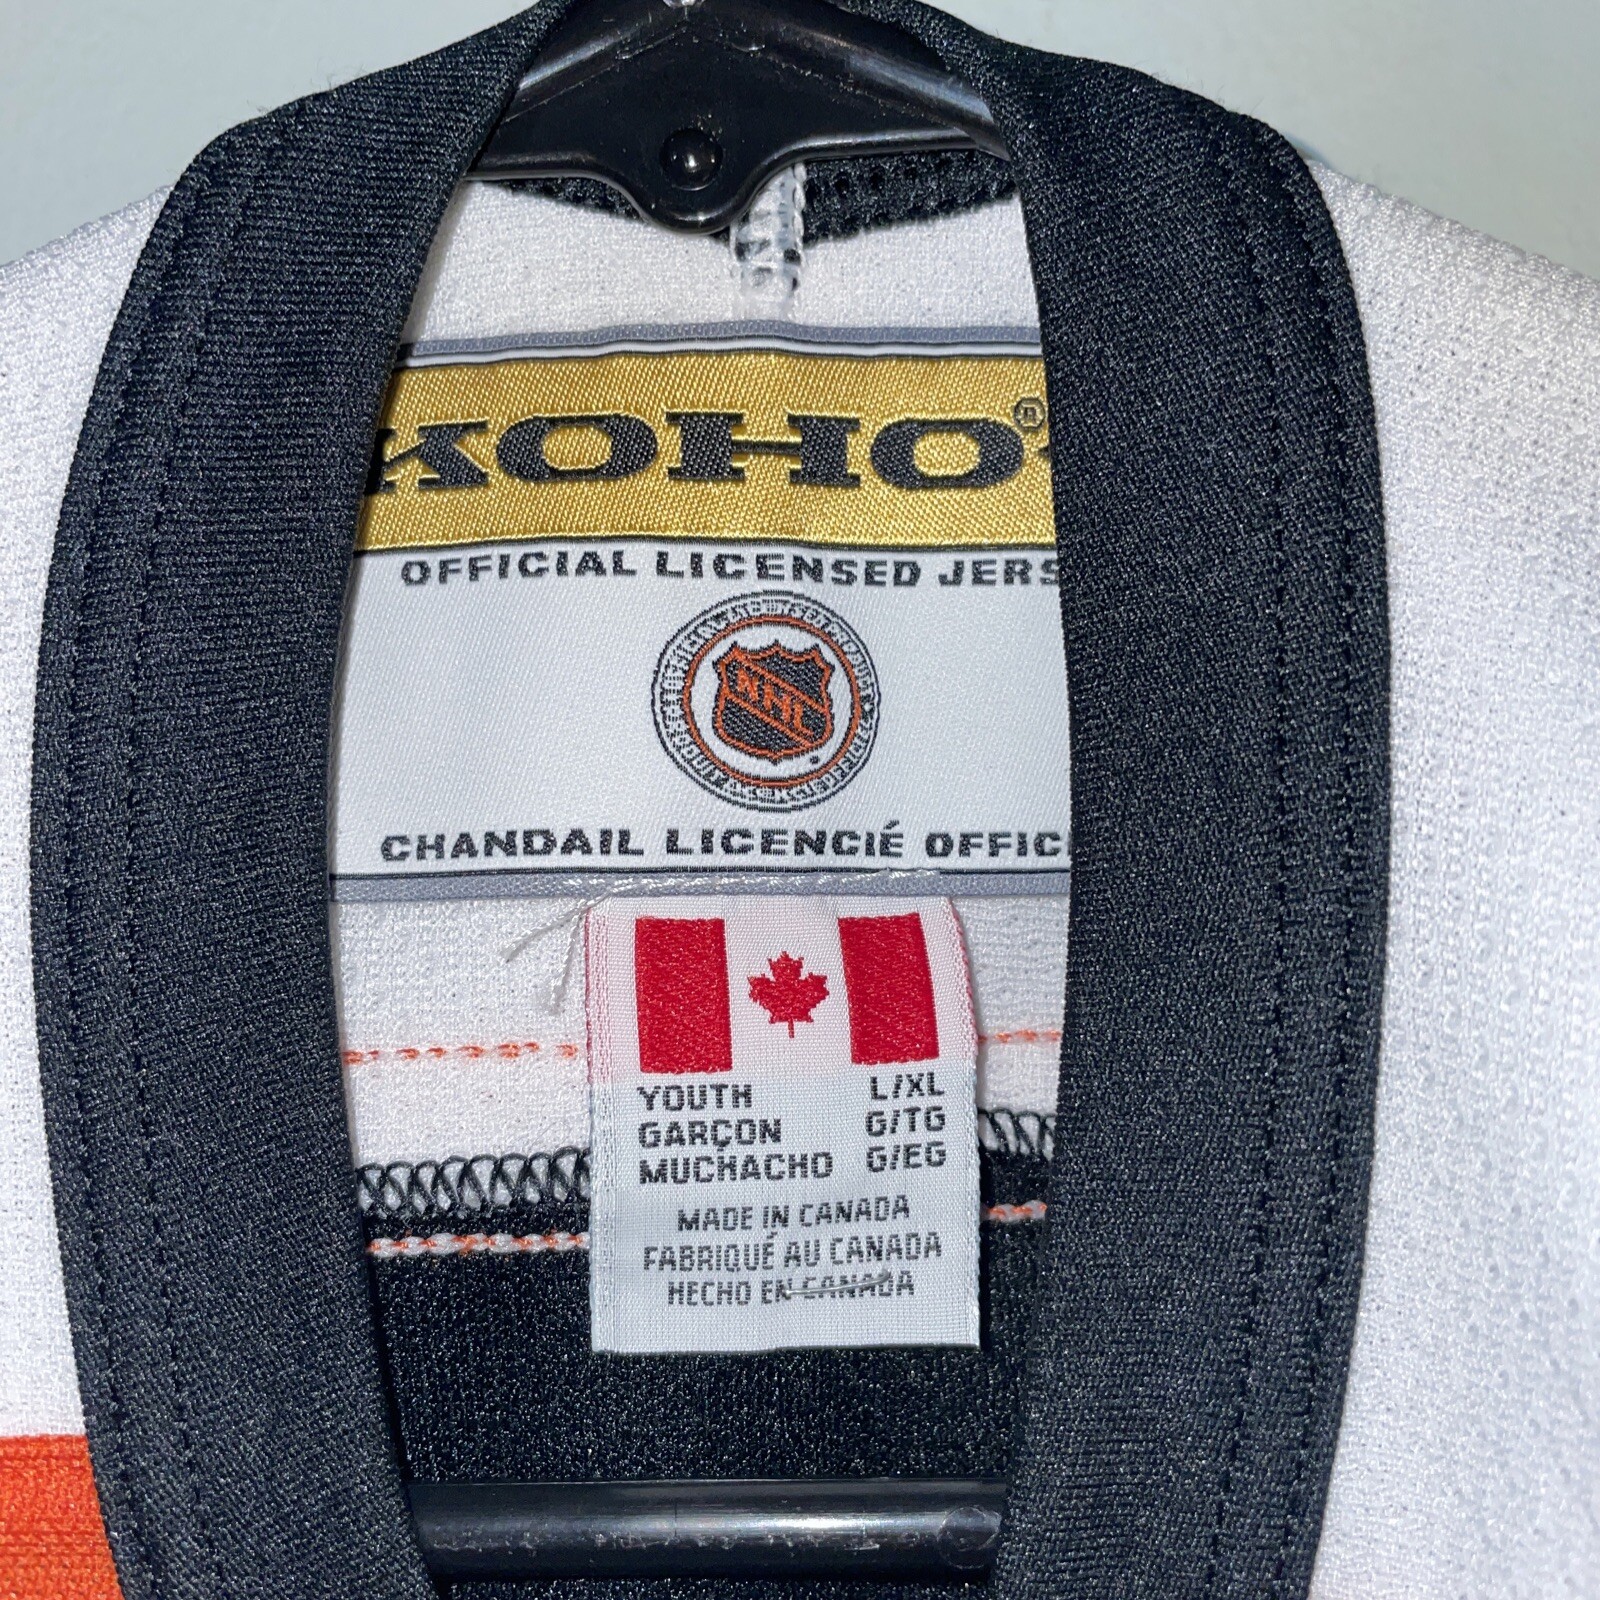 KOHO®
OFFICIAL LICENSED JERS
NHL
CHANDAIL LICENCIÉ OFFIC
YOUTH L/XL
GARÇON G/TG
MUCHACHO G/EG
MADE IN CANADA
FABRIQUÉ AU CANADA
HECHO EN CANADA